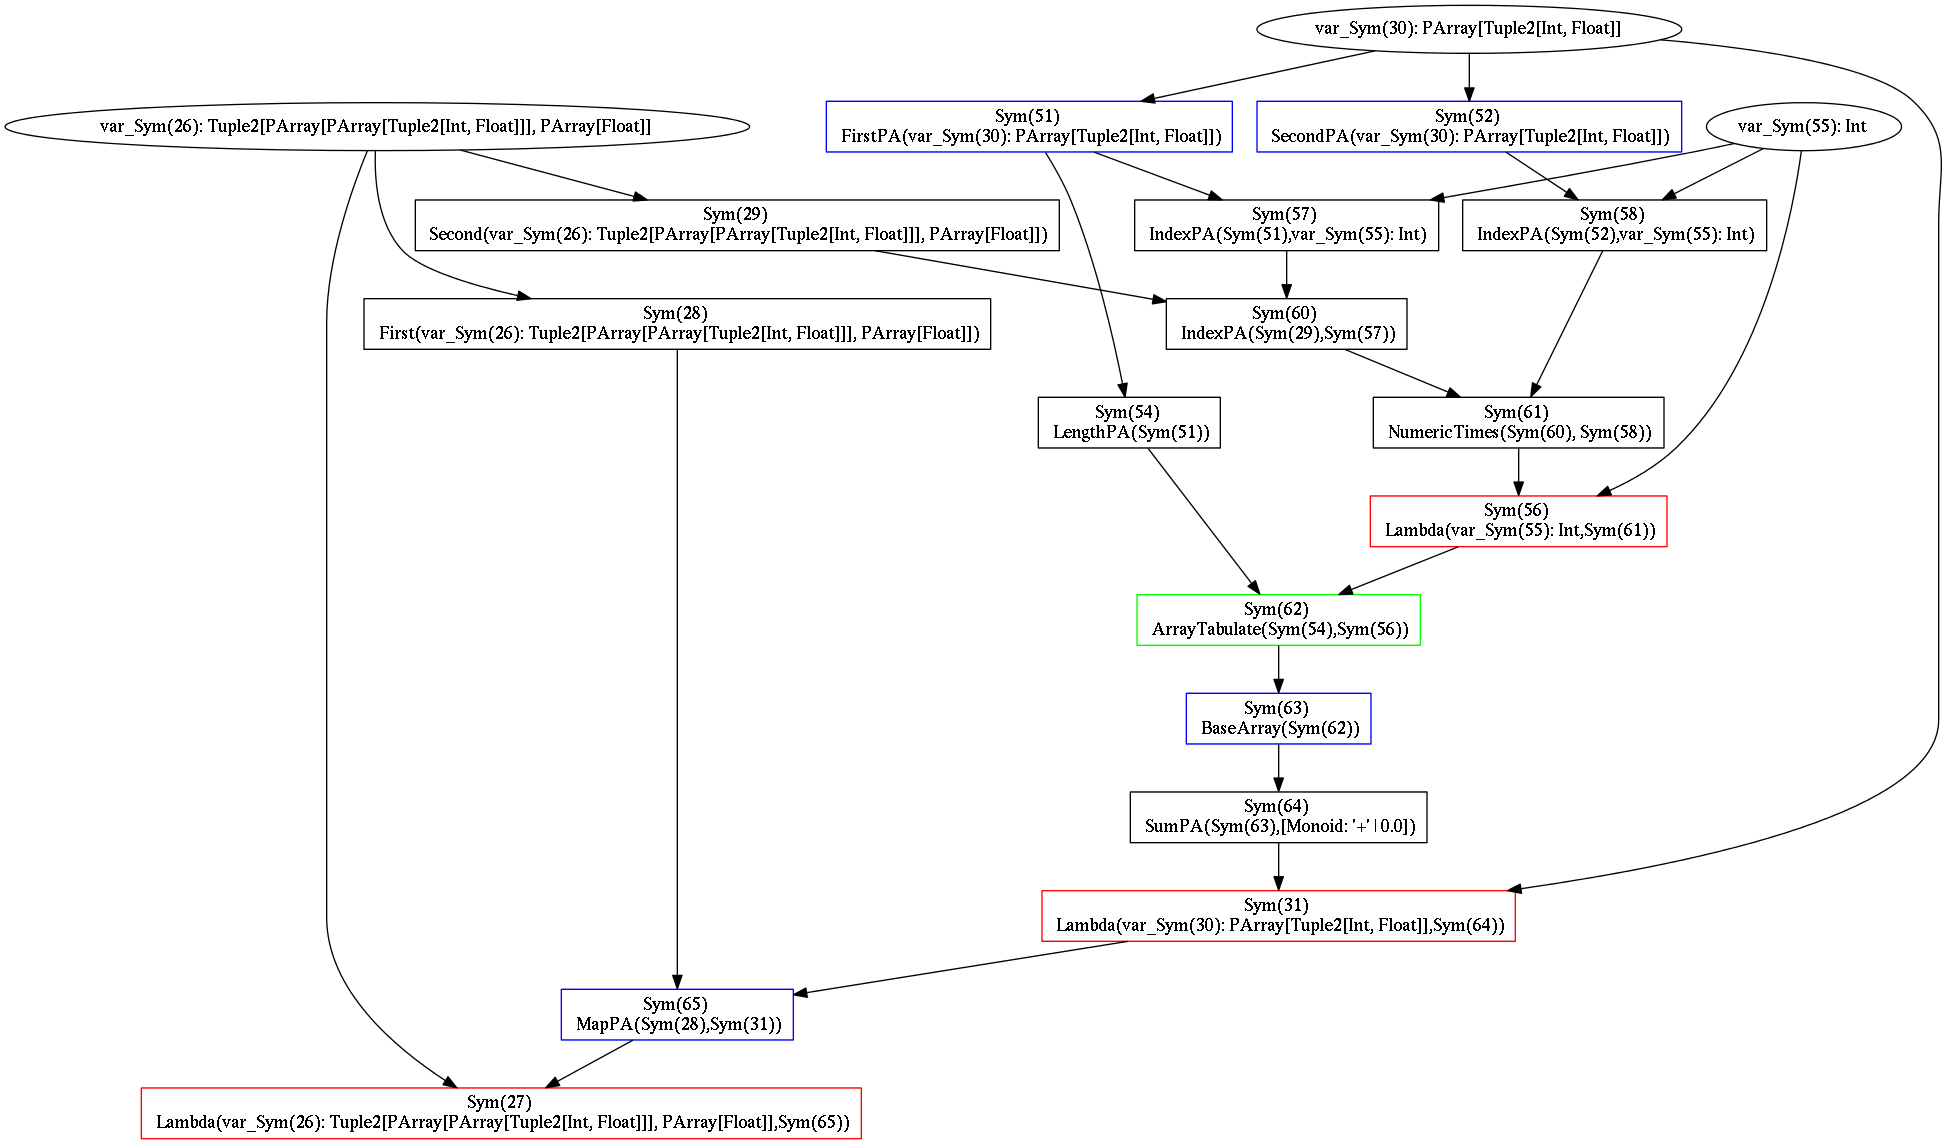 var_Sym(30): PArray[Tuple2[Int, Float]]
var_Sym(26): Tuple2[PArray[PArray[Tuple2[Int, Float]]], PArray[Float]]
Sym(51)
FirstPA(var_Sym(30): PArray[Tuple2[Int, Float]])
Sym(52)
SecondPA(var_Sym(30): PArray[Tuple2[Int, Float]])
var_Sym(55): Int
Sym(29)
Second(var_Sym(26): Tuple2[PArray[PArray[Tuple2[Int, Float]]], PArray[Float]])
Sym(57)
IndexPA(Sym(51),var_Sym(55): Int)
Sym(58)
IndexPA(Sym(52),var_Sym(55): Int)
Sym(28)
First(var_Sym(26): Tuple2[PArray[PArray[Tuple2[Int, Float]]], PArray[Float]])
Sym(60)
IndexPA(Sym(29),Sym(57))
Sym(54)
LengthPA(Sym(51))
Sym(61)
NumericTimes(Sym(60), Sym(58))
Sym(56)
Lambda(var_Sym(55): Int,Sym(61))
Sym(62)
ArrayTabulate(Sym(54),Sym(56))
Sym(63)
BaseArray(Sym(62))
Sym(64)
SumPA(Sym(63),[Monoid: '+' | 0.0])
Sym(31)
Lambda(var_Sym(30): PArray[Tuple2[Int, Float]],Sym(64))
Sym(65)
MapPA(Sym(28),Sym(31))
Sym(27)
Lambda(var_Sym(26): Tuple2[PArray[PArray[Tuple2[Int, Float]]], PArray[Float]],Sym(65))